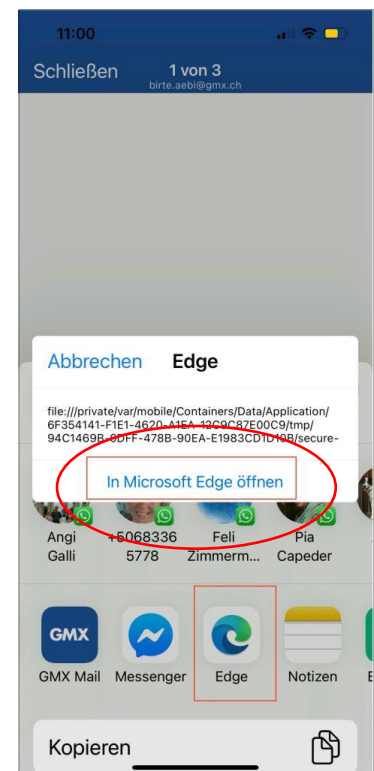 11:00
Schließen
1 von 3
birte.aebi@gmx.ch
Abbrechen
Edge
file:///private/var/mobile/Containers/Data/Application/
6F354141-F1E1-4620-A1EA-12C9C87E00C9/tmp/
94C1469B-0DFF-478B-90EA-E1983CD1D10B/secure-
In Microsoft Edge öffnen
Angi
Galli
+5068336
5778
Feli
Zimmerm...
Pia
Capeder
GMX
GMX Mail
Messenger
Edge
Notizen
E
Kopieren